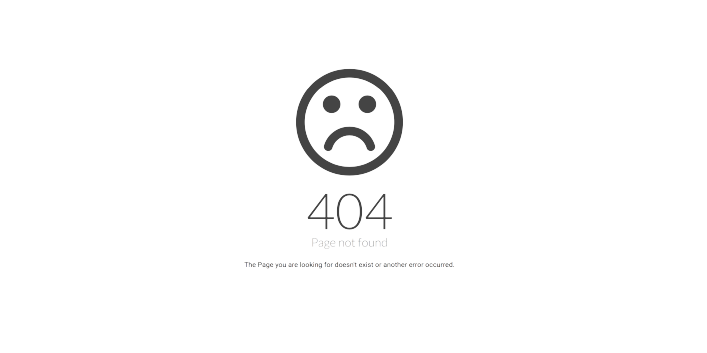 404
Page not found
The Page you are looking for doesn't exist or another error occurred.